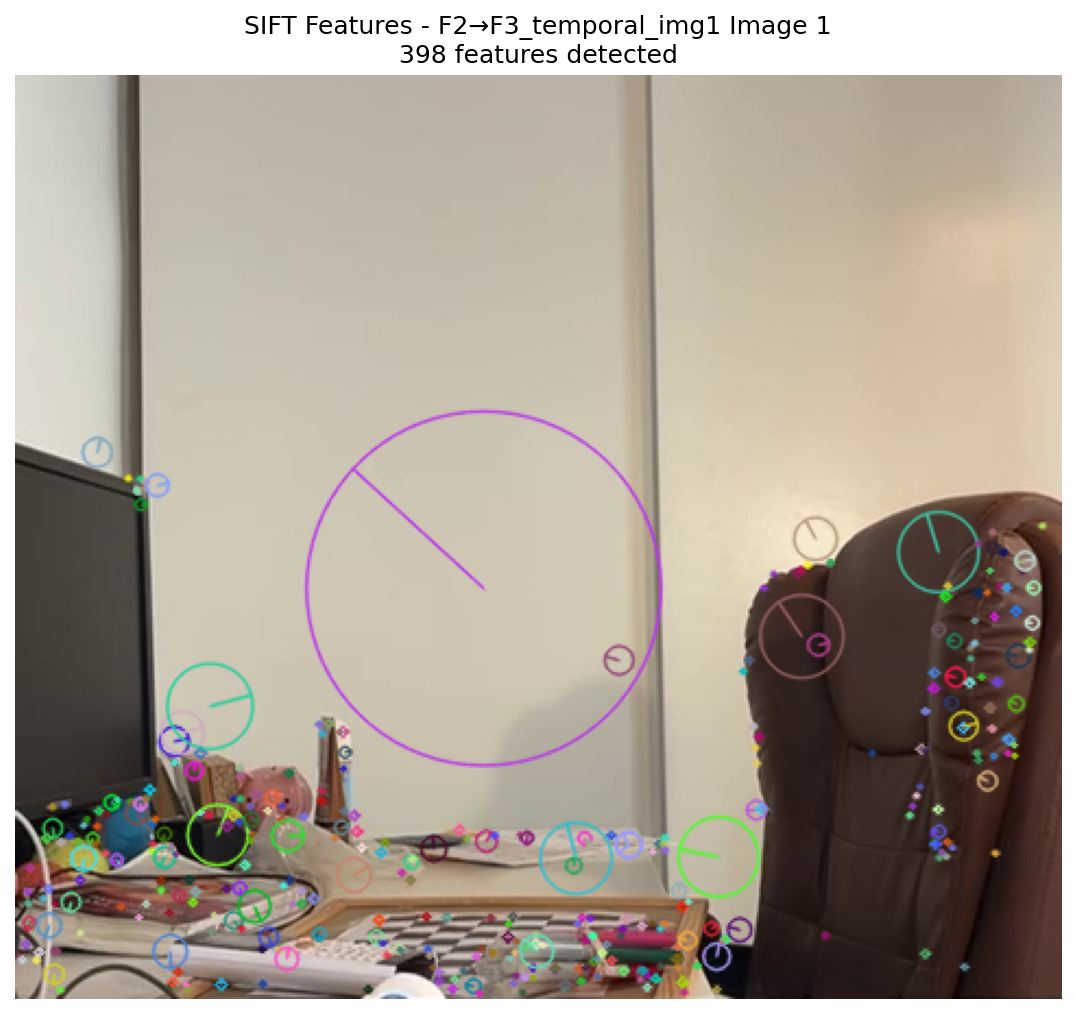 SIFT Features - F2→F3_temporal_img1 Image 1
398 features detected